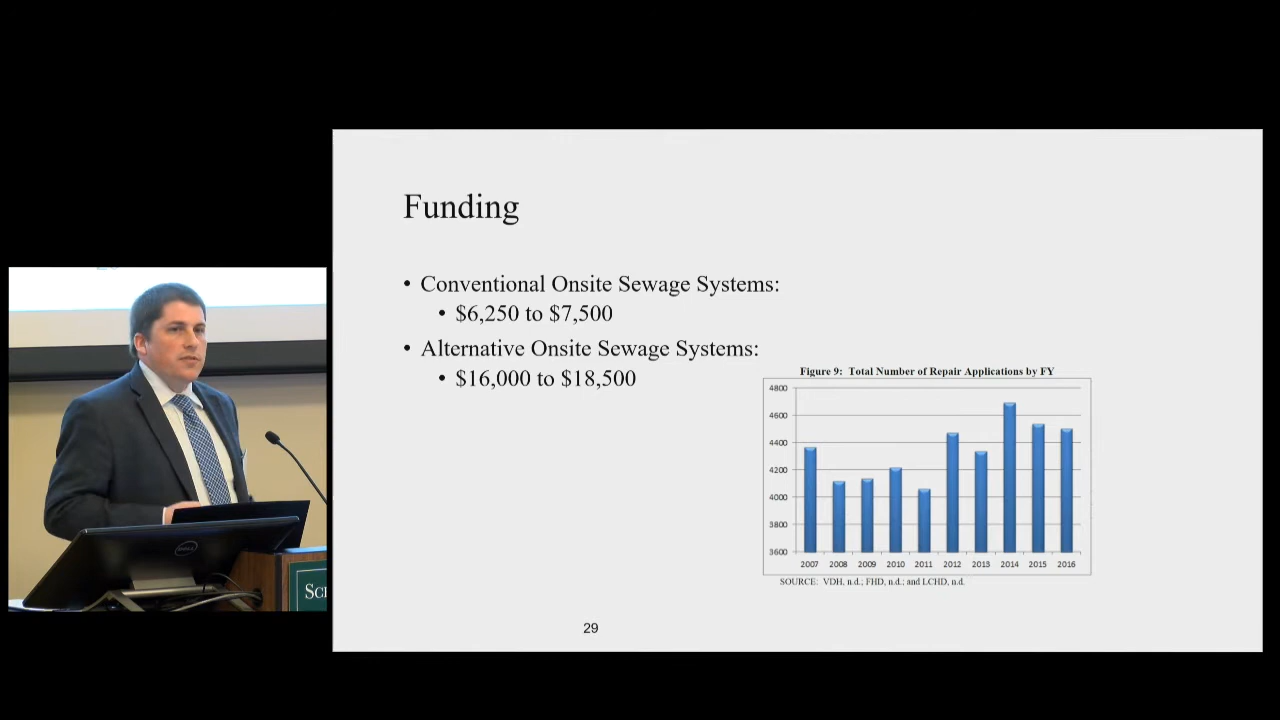 Funding
• Conventional Onsite Sewage Systems:
• $6,250 to $7,500
• Alternative Onsite Sewage Systems:
• $16,000 to $18,500
Figure 9: Total Number of Repair Applications by FY
4800
4600
4400
4200
4000
3800
3600
2007 2008 2009 2010 2011 2012 2013 2014 2015 2016
SOURCE: VDH, n.d.; FHD, n.d.; and LCHD, n.d.
29
DELL